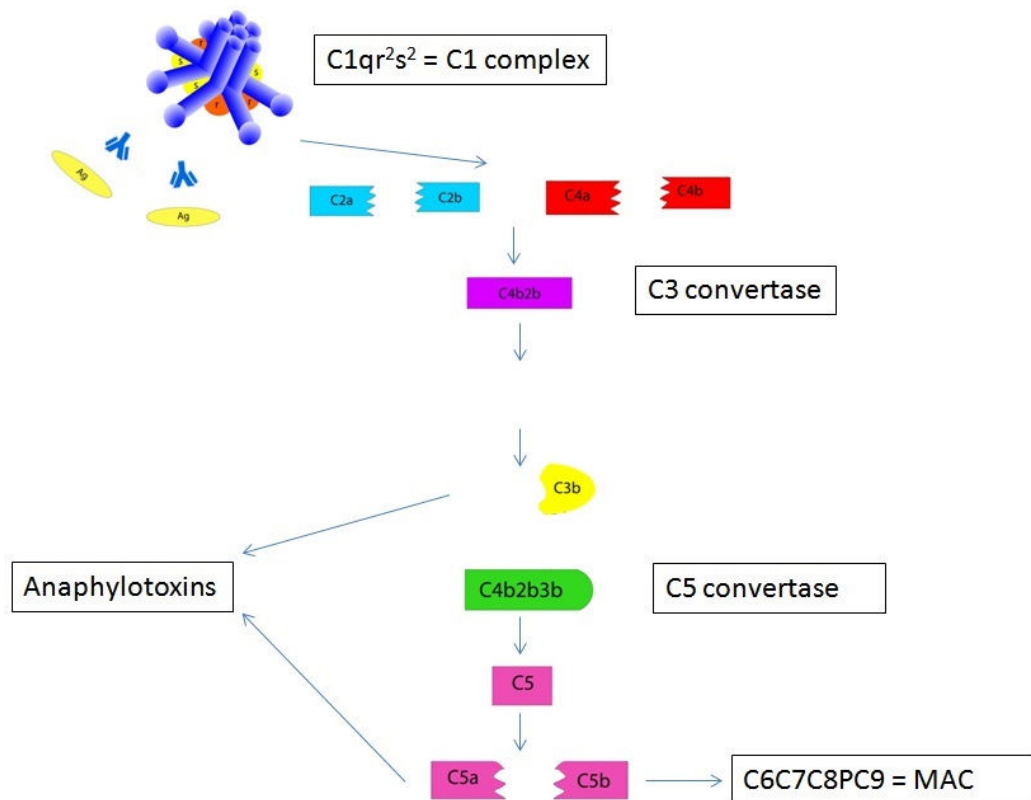 C1qr²s² = C1 complex
r
s
s
s
r
r
Ag
Ag
C2a
C2b
C4a
C4b
C4b2b
C3 convertase
C3b
Anaphylotoxins
C4b2b3b
C5 convertase
C5
C5a
C5b
C6C7C8PC9 = MAC